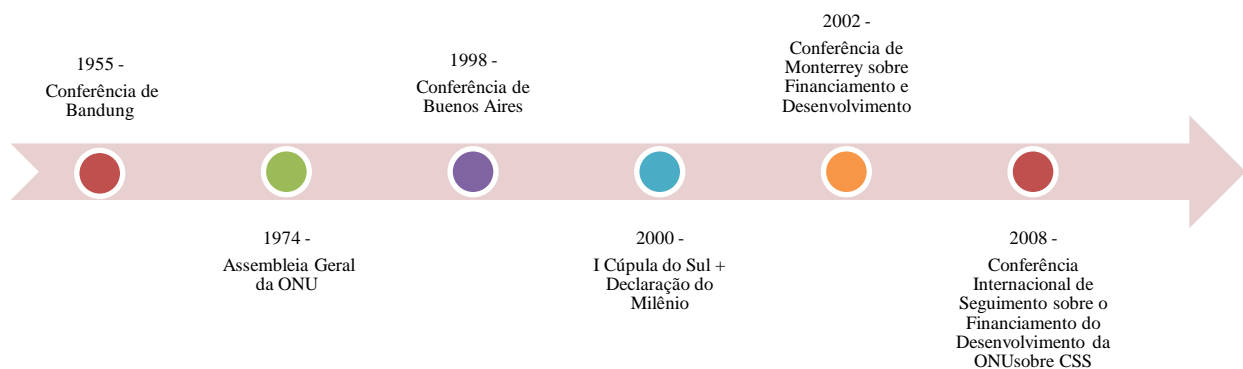 1955 -
Conferência de
Bandung
1974 -
Assembleia Geral
da ONU
1998 -
Conferência de
Buenos Aires
2000 -
I Cúpula do Sul +
Declaração do
Milênio
2002 -
Conferência de
Monterrey sobre
Financiamento e
Desenvolvimento
2008 -
Conferência
Internacional de
Seguimento sobre o
Financiamento do
Desenvolvimento da
ONUsobre CSS